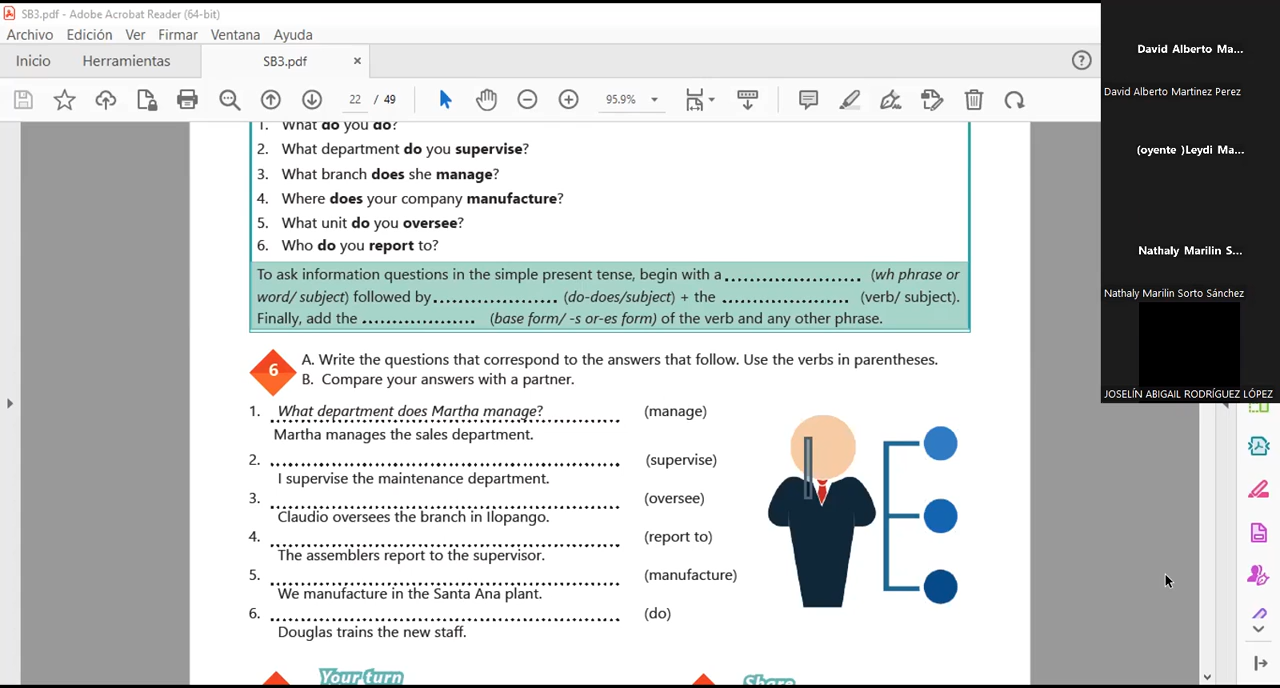 SB3.pdf - Adobe Acrobat Reader (64-bit)
Archivo Edición Ver Firmar Ventana Ayuda
Inicio Herramientas SB3.pdf × ?
22 / 49 95.9%
1. What do you do?
2. What department do you supervise?
3. What branch does she manage?
4. Where does your company manufacture?
5. What unit do you oversee?
6. Who do you report to?
To ask information questions in the simple present tense, begin with a ..................... (wh phrase or
word/ subject) followed by ................... (do-does/subject) + the ................... (verb/ subject).
Finally, add the ................. (base form/ -s or-es form) of the verb and any other phrase.
6
A. Write the questions that correspond to the answers that follow. Use the verbs in parentheses.
B. Compare your answers with a partner.
1. What department does Martha manage? (manage)
Martha manages the sales department.
2. (supervise)
I supervise the maintenance department.
3. (oversee)
Claudio oversees the branch in Ilopango.
4. (report to)
The assemblers report to the supervisor.
5. (manufacture)
We manufacture in the Santa Ana plant.
6. (do)
Douglas trains the new staff.
Your turn
Share
David Alberto Ma...
David Alberto Martinez Perez
(oyente )Leydi Ma...
Nathaly Marilin S...
Nathaly Marilin Sorto Sánchez
JOSELÍN ABIGAIL RODRÍGUEZ LÓPEZ